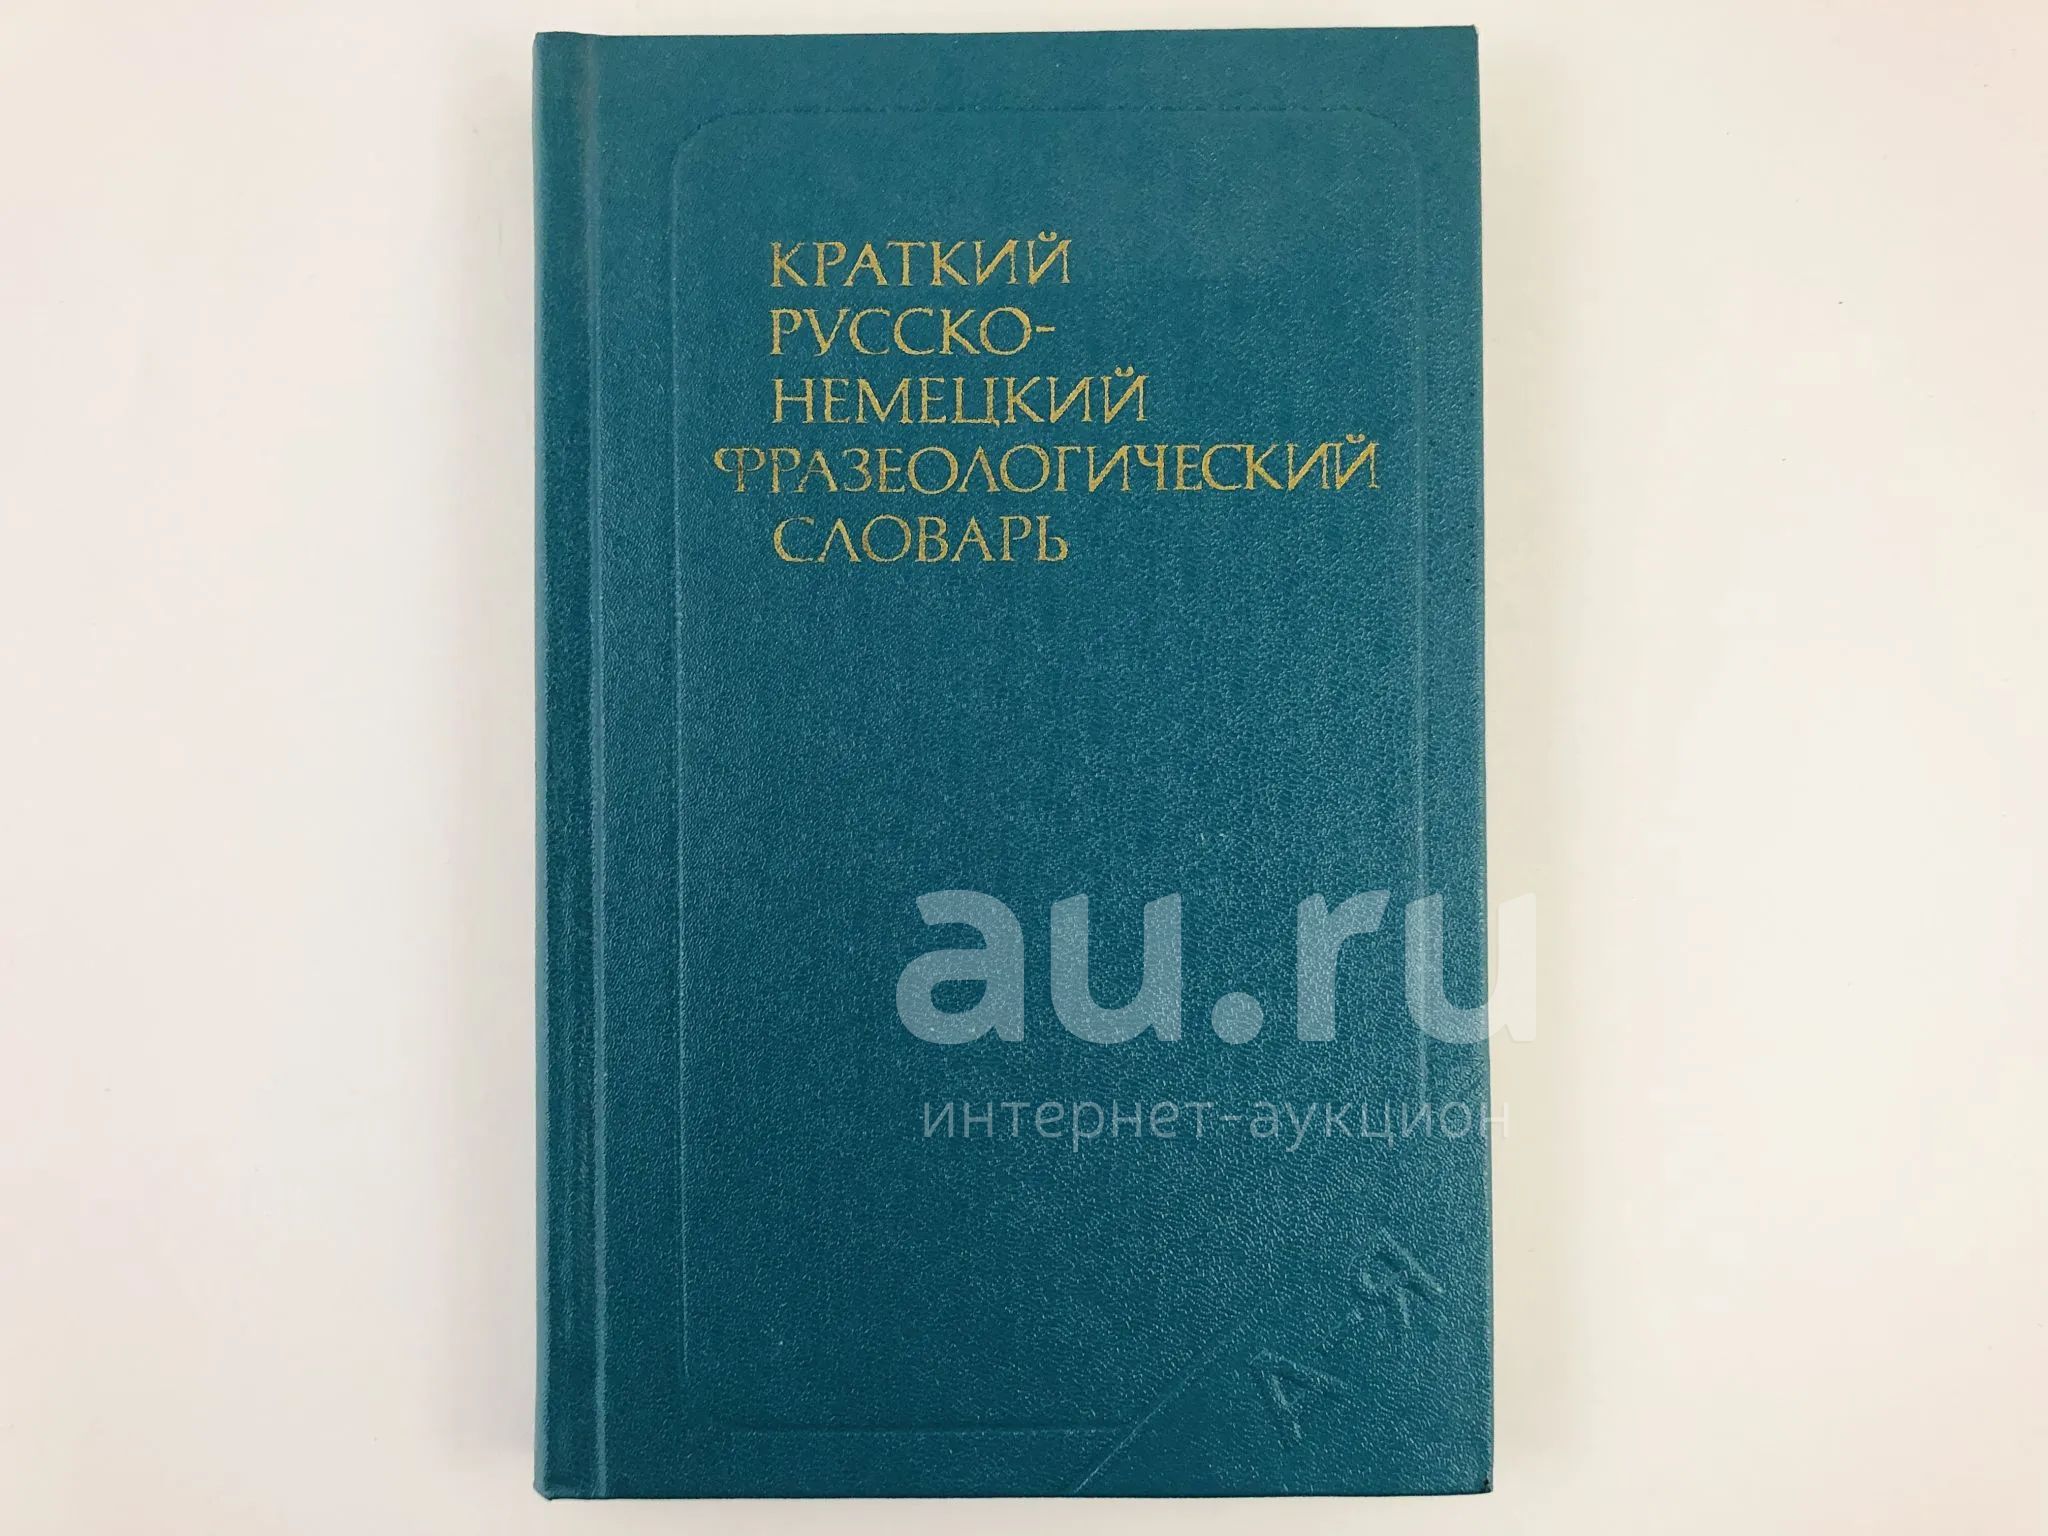 КРАТКИЙ
РУССКО-
НЕМЕЦКИЙ
ФРАЗЕОЛОГИЧЕСКИЙ
СЛОВАРЬ
au.ru
интернет-аукцион
А-Я